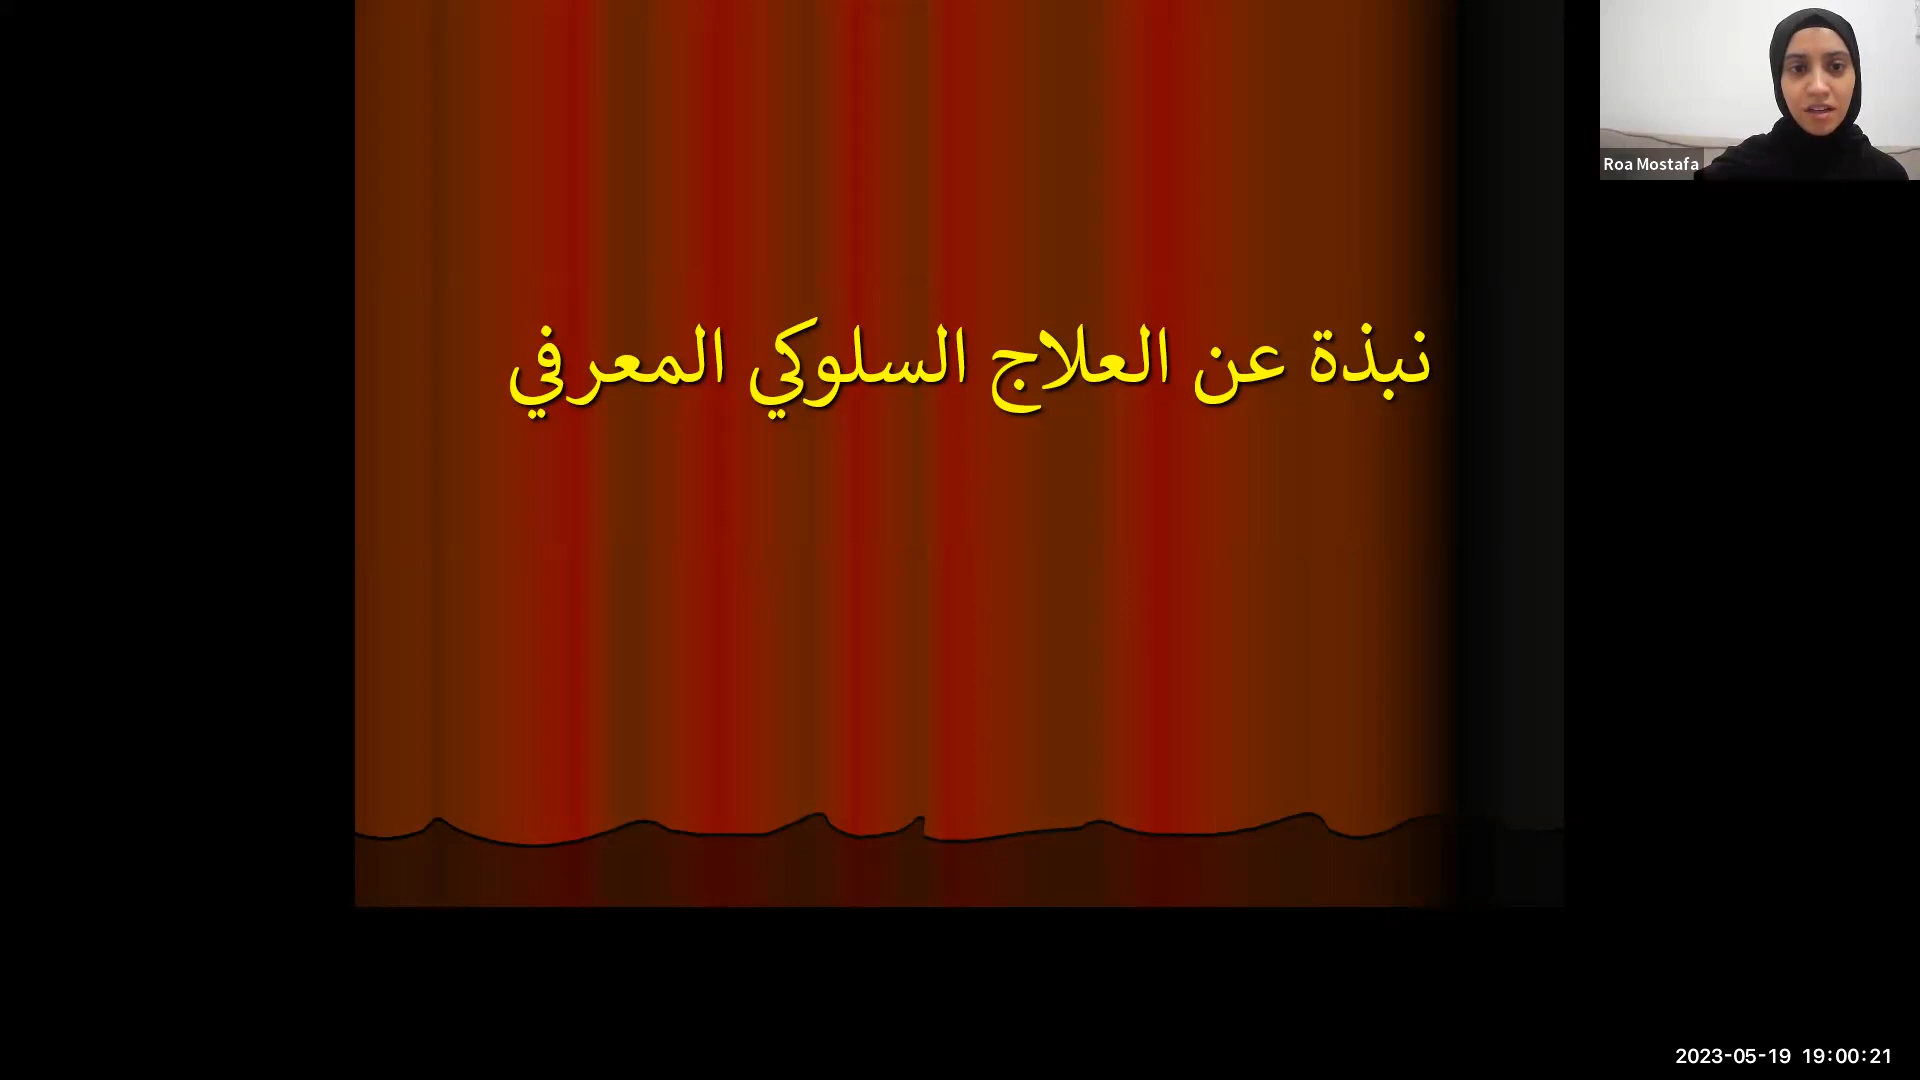 Roa Mostafa
نبذة عن العلاج السلوكي المعرفي
2023-05-19 19:00:21